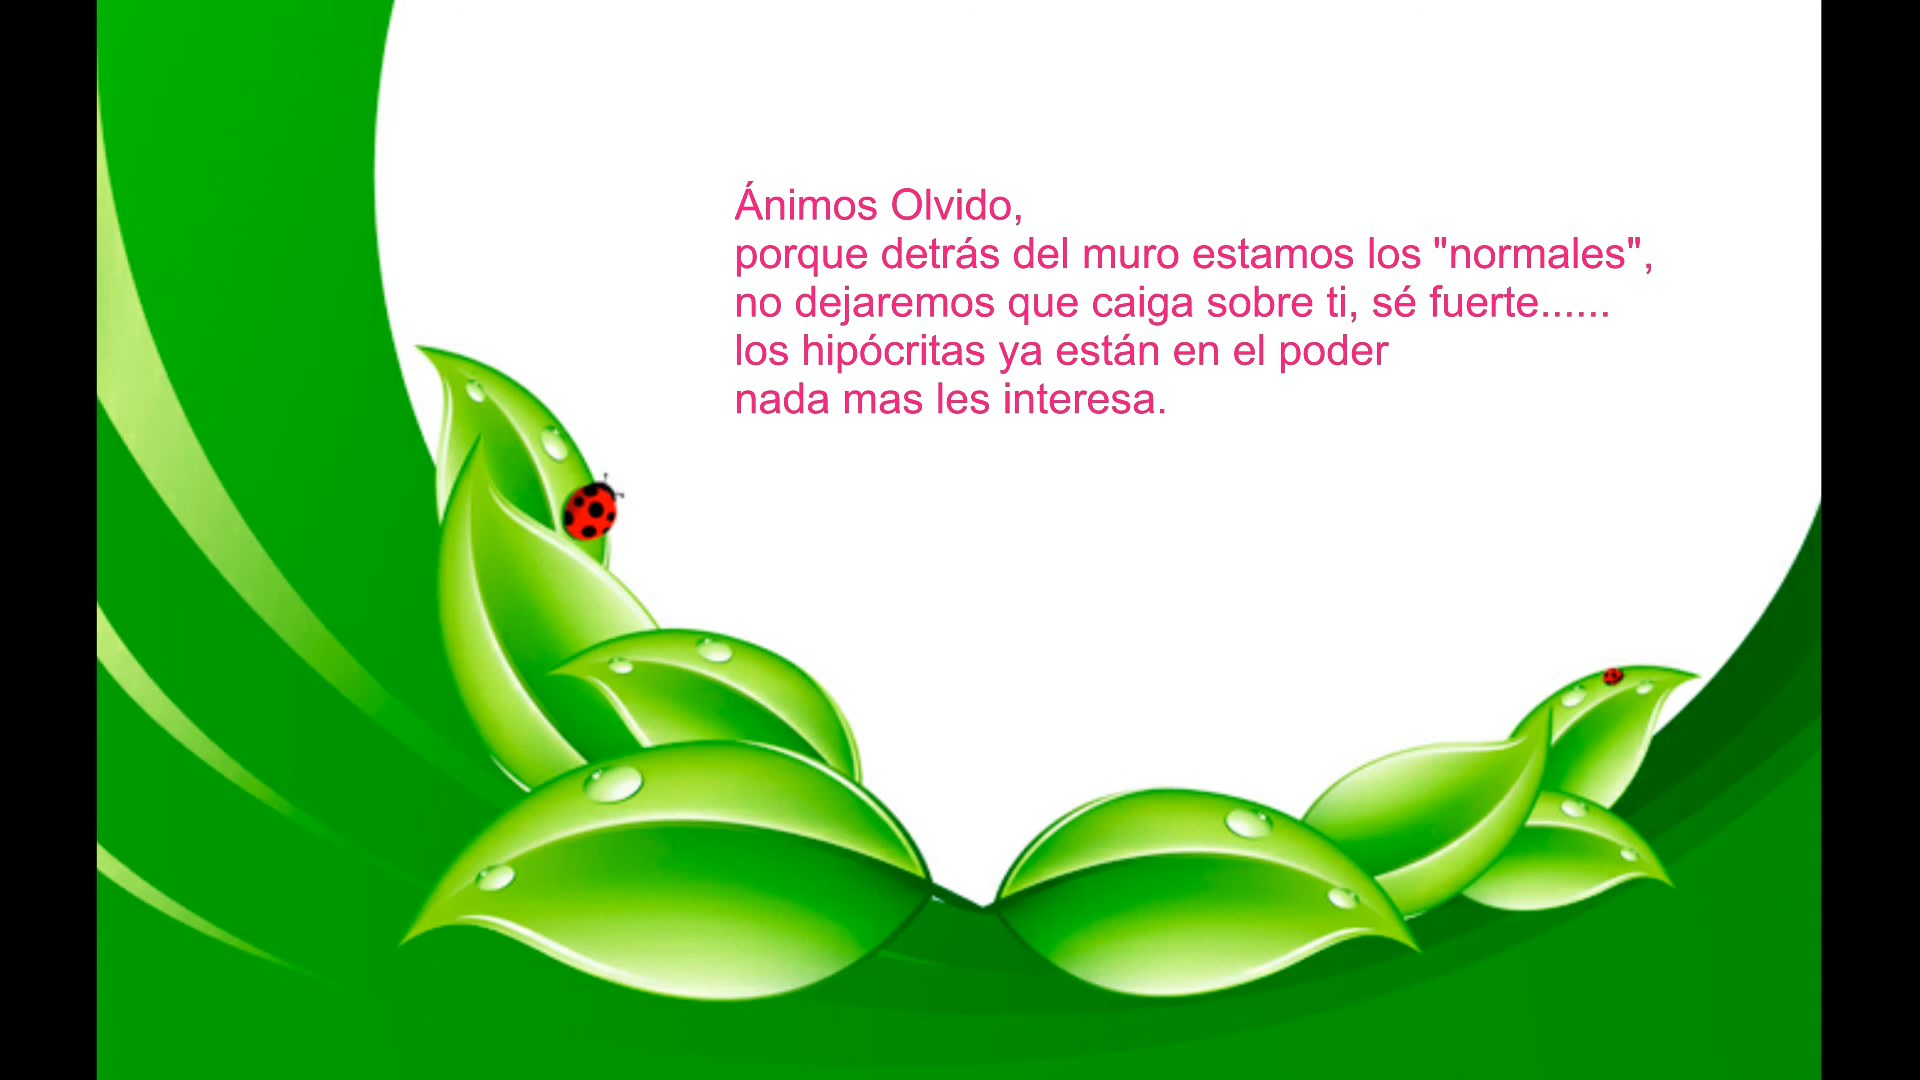 Ánimos Olvido,
porque detrás del muro estamos los "normales",
no dejaremos que caiga sobre ti, sé fuerte......
los hipócritas ya están en el poder
nada mas les interesa.